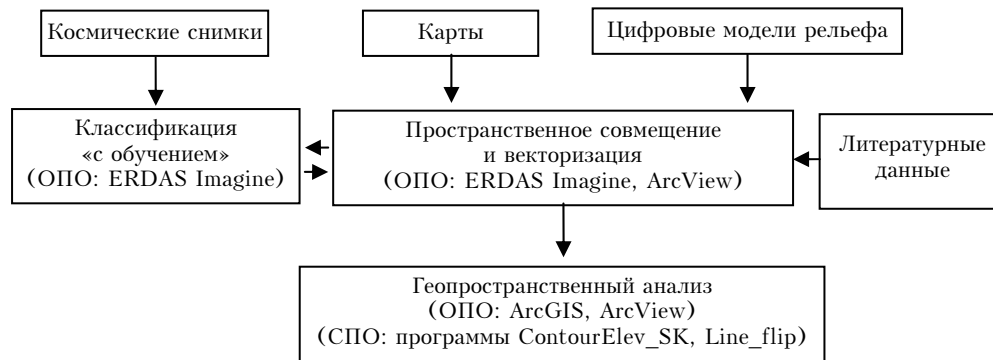 Космические снимки
Карты
Цифровые модели рельефа
Классификация
«с обучением»
(ОПО: ERDAS Imagine)
Пространственное совмещение
и векторизация
(ОПО: ERDAS Imagine, ArcView)
Литературные
данные
Геопространственный анализ
(ОПО: ArcGIS, ArcView)
(СПО: программы ContourElev_SK, Line_flip)